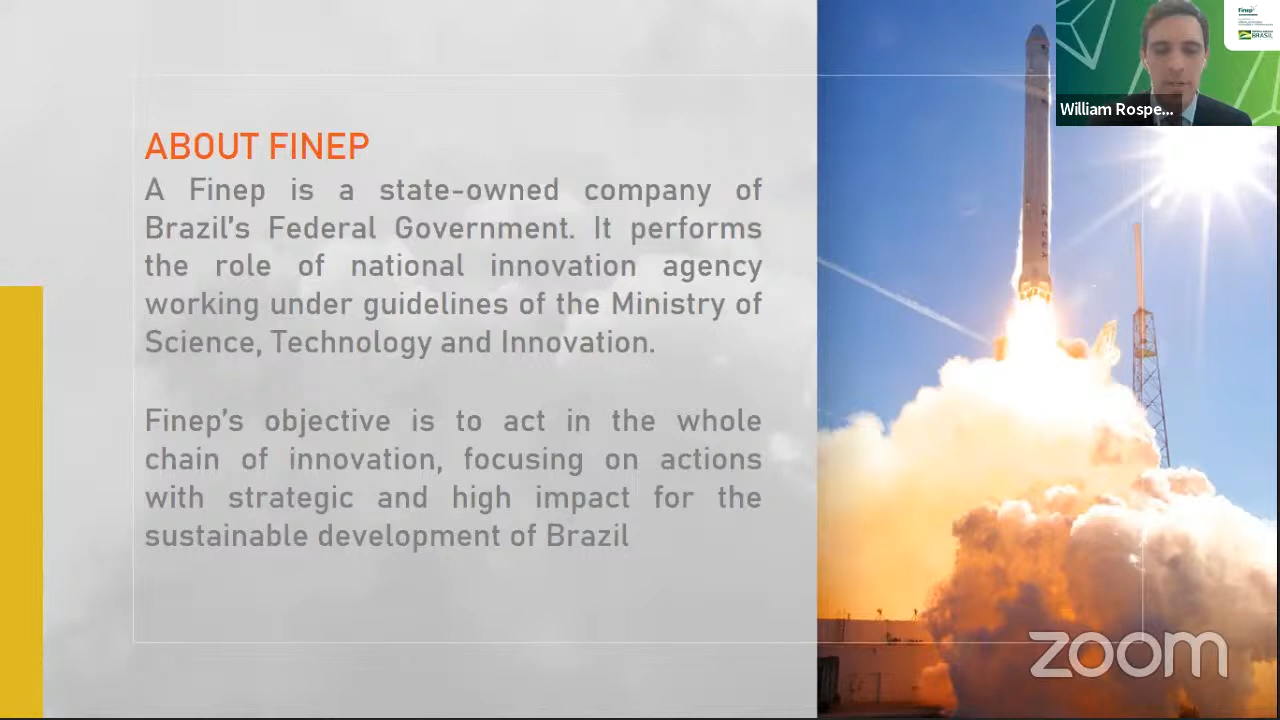 ABOUT FINEP
A Finep is a state-owned company of
Brazil's Federal Government. It performs
the role of national innovation agency
working under guidelines of the Ministry of
Science, Technology and Innovation.
Finep's objective is to act in the whole
chain of innovation, focusing on actions
with strategic and high impact for the
sustainable development of Brazil
Finep
BRASIL
William Rospe...
zoom